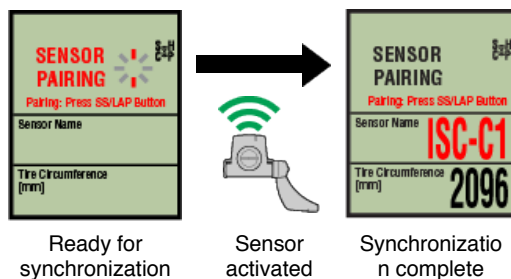 SENSOR
PAIRING
Pairing: Press SS/LAP Button
Sensor Name
Tire Circumference
[mm]
Ready for
synchronization
Sensor
activated
SENSOR
PAIRING
Pairing: Press SS/LAP Button
Sensor Name ISC-C1
Tire Circumference
[mm] 2096
Synchronizatio
n complete